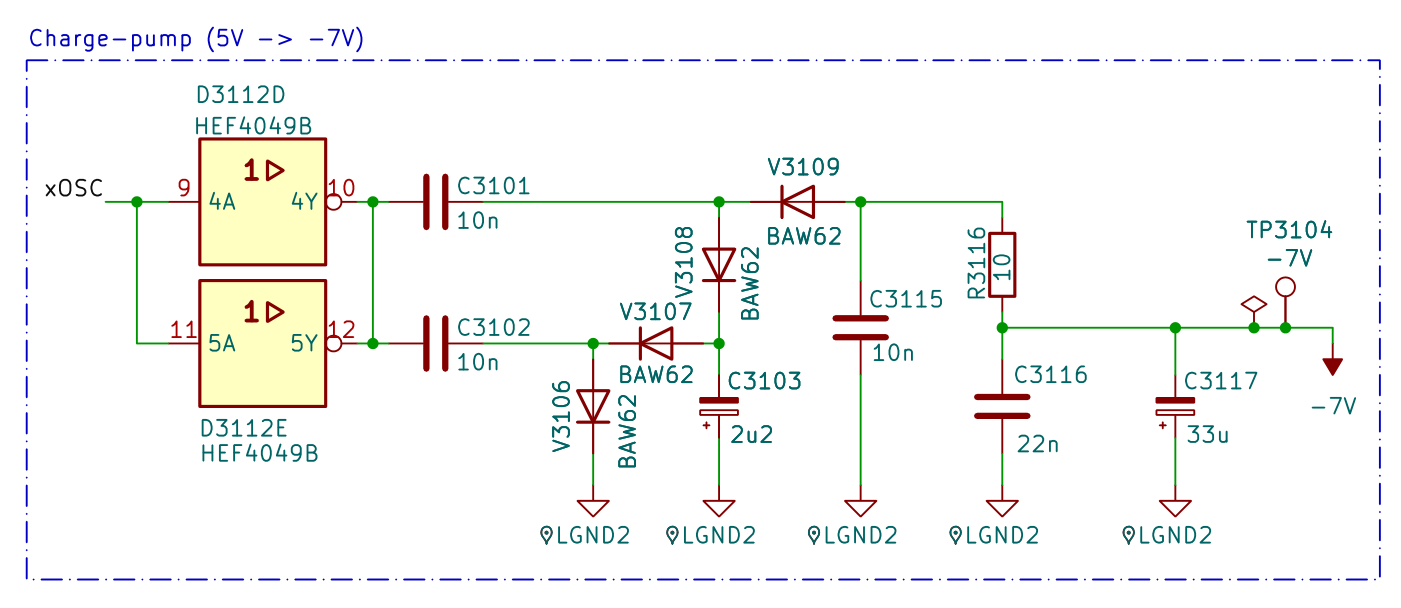 Charge-pump (5V -> -7V)
D3112D
HEF4049B
1
xOSC
9
4A
4Y
10
C3101
10n
V3109
BAW62
V3108
BAW62
R3116
10
TP3104
-7V
1
11
5A
5Y
12
C3102
10n
V3107
BAW62
C3115
10n
V3106
BAW62
C3103
+
2u2
C3116
22n
C3117
+
33u
-7V
D3112E
HEF4049B
LGND2
LGND2
LGND2
LGND2
LGND2